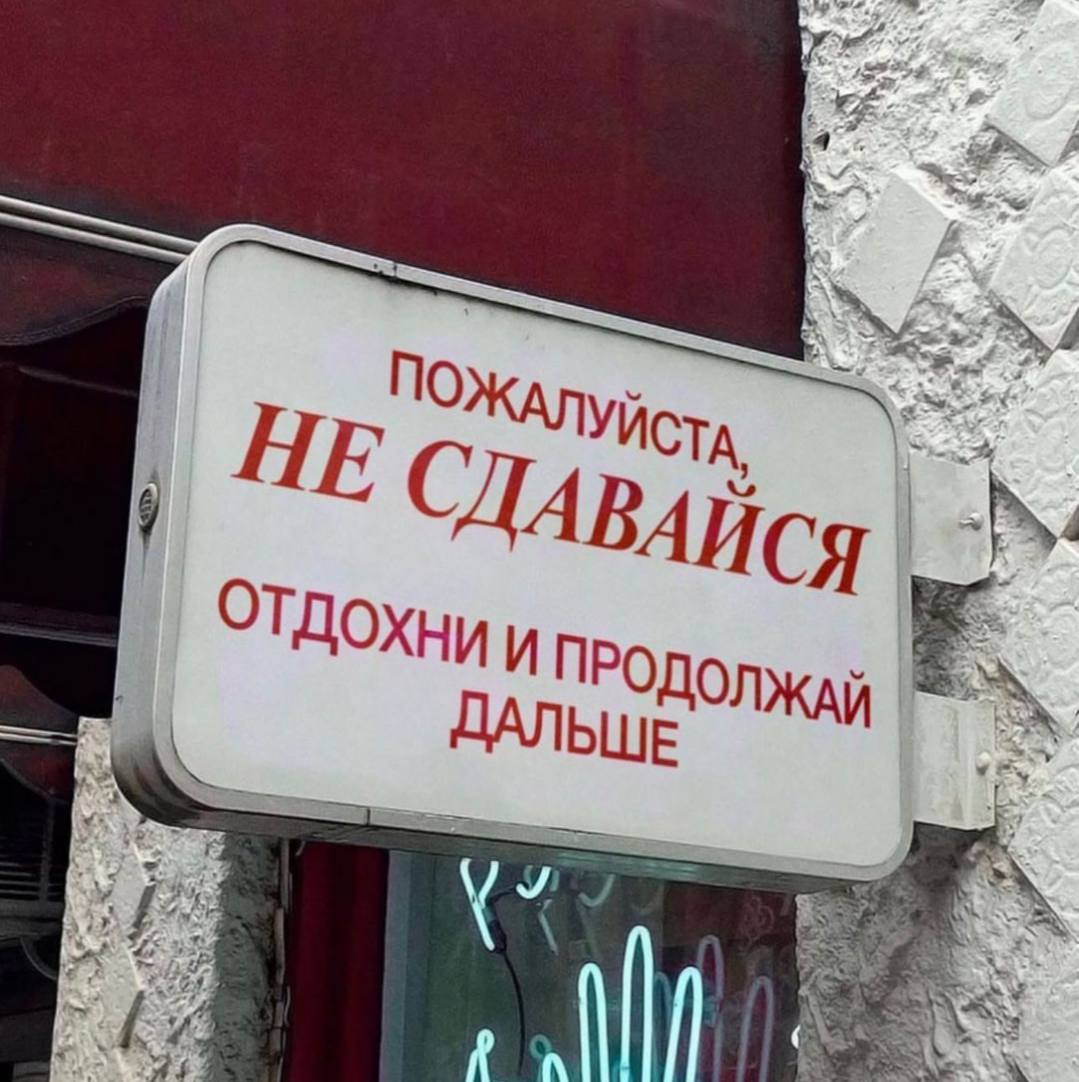 ПОЖАЛУЙСТА,
НЕ СДАВАЙСЯ
ОТДОХНИ И ПРОДОЛЖАЙ
ДАЛЬШЕ